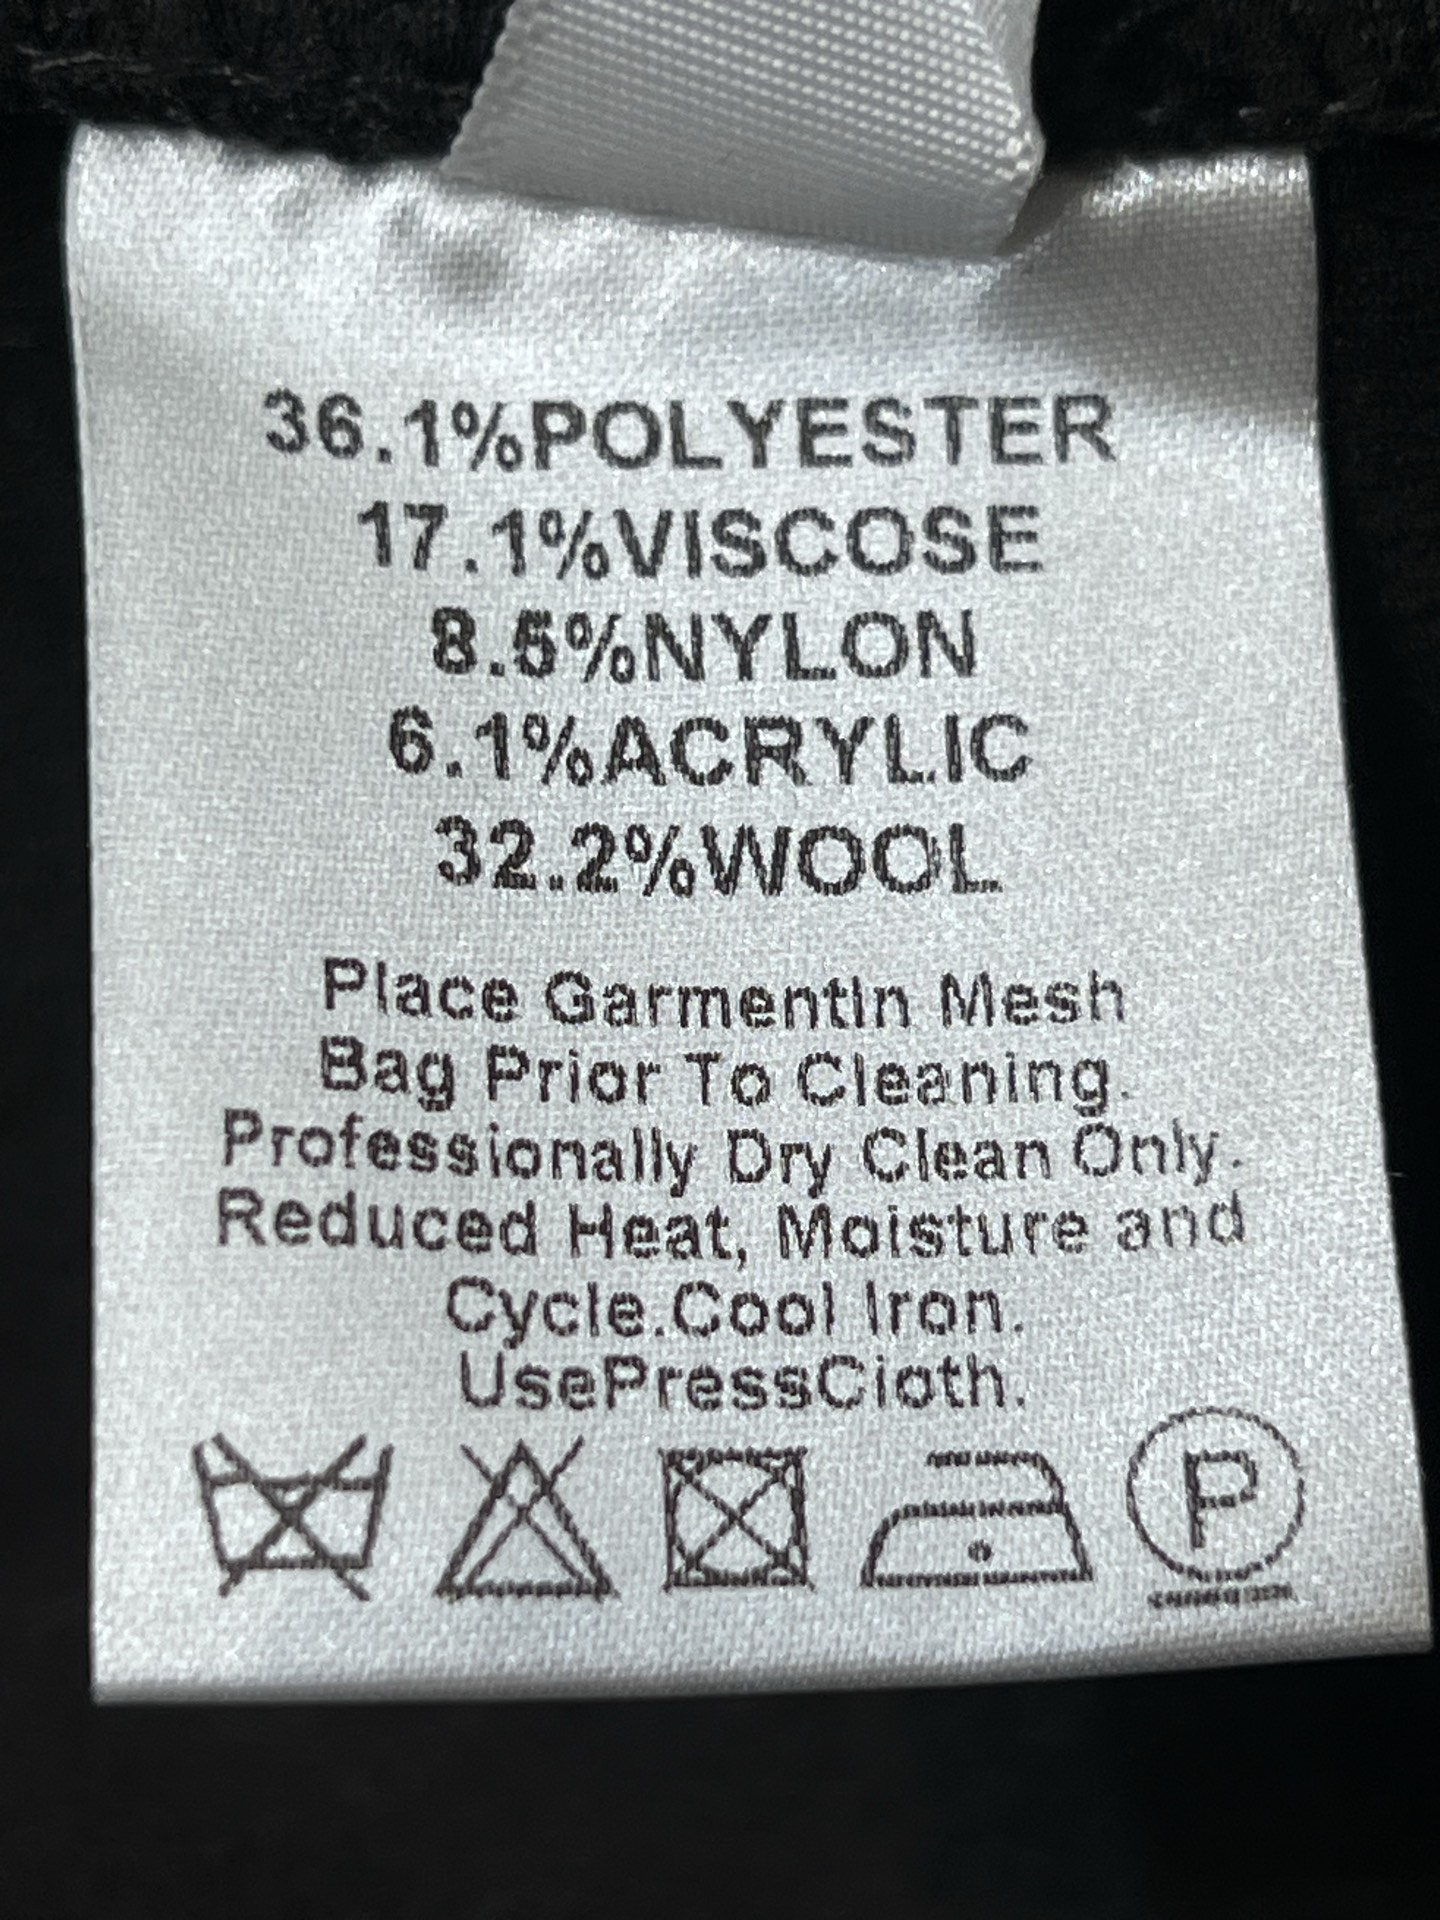 36.1%POLYESTER
17.1%VISCOSE
8.5%NYLON
6.1%ACRYLIC
32.2%WOOL
Place GarmentIn Mesh
Bag Prior To Cleaning.
Professionally Dry Clean Only.
Reduced Heat, Moisture and
Cycle.Cool Iron.
UsePressCloth.
P